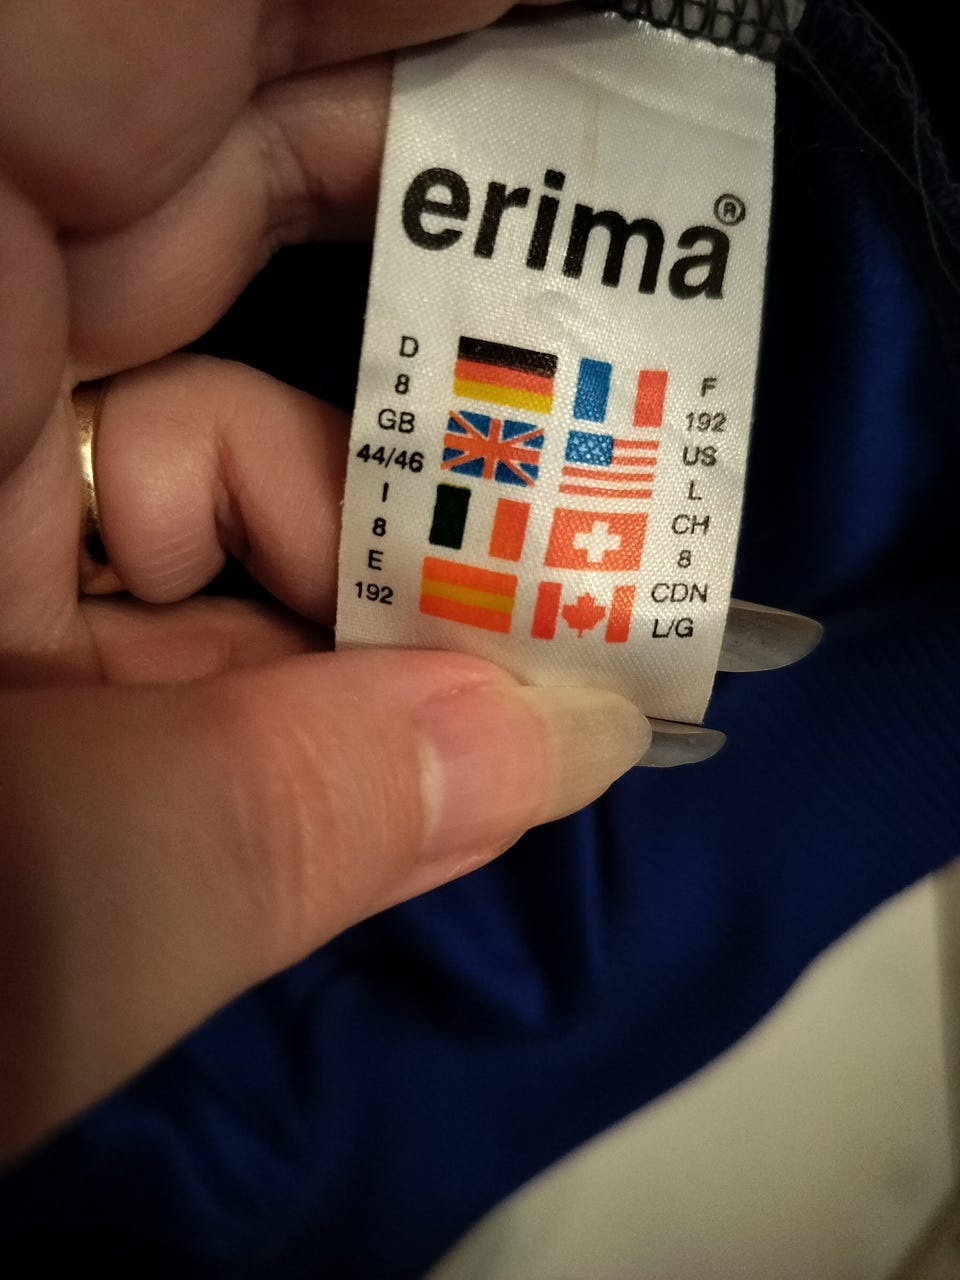 erima®
D
8
GB
44/46
I
8
E
192
F
192
US
L
CH
8
CDN
L/G